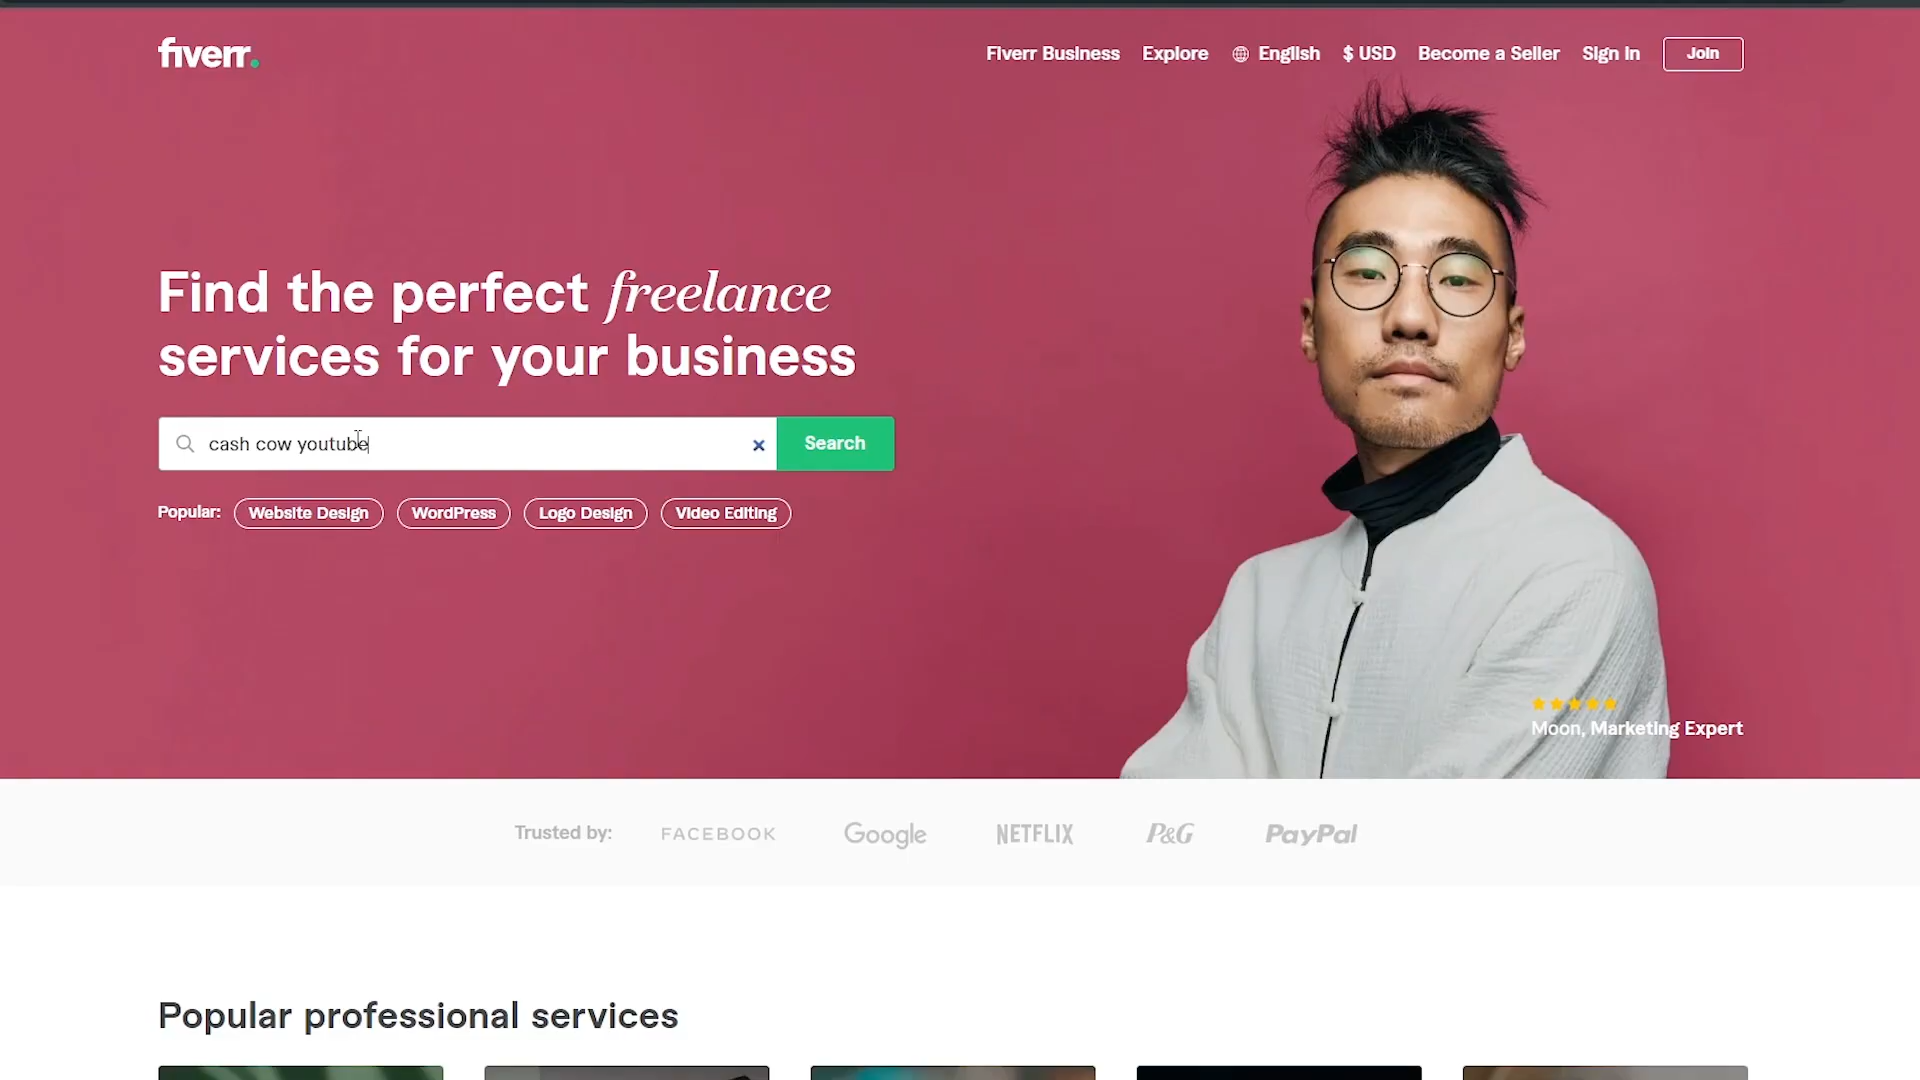 fiverr.
Fiverr Business Explore English $ USD Become a Seller Sign In Join
Find the perfect freelance
services for your business
cash cow youtube
Search
Popular: Website Design WordPress Logo Design Video Editing
Moon, Marketing Expert
Trusted by: FACEBOOK Google NETFLIX P&G PayPal
Popular professional services